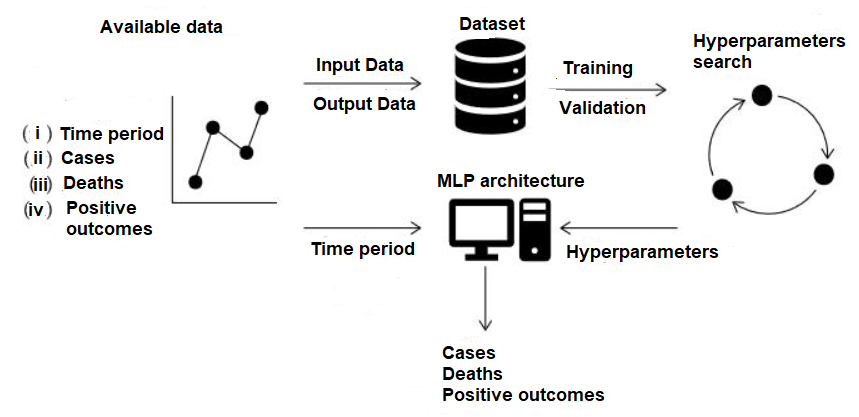 Available data
(i) Time period
(ii) Cases
(iii) Deaths
(iv) Positive
outcomes
Input Data
Output Data
Dataset
Training
Validation
Hyperparameters
search
Time period
MLP architecture
Hyperparameters
Cases
Deaths
Positive outcomes